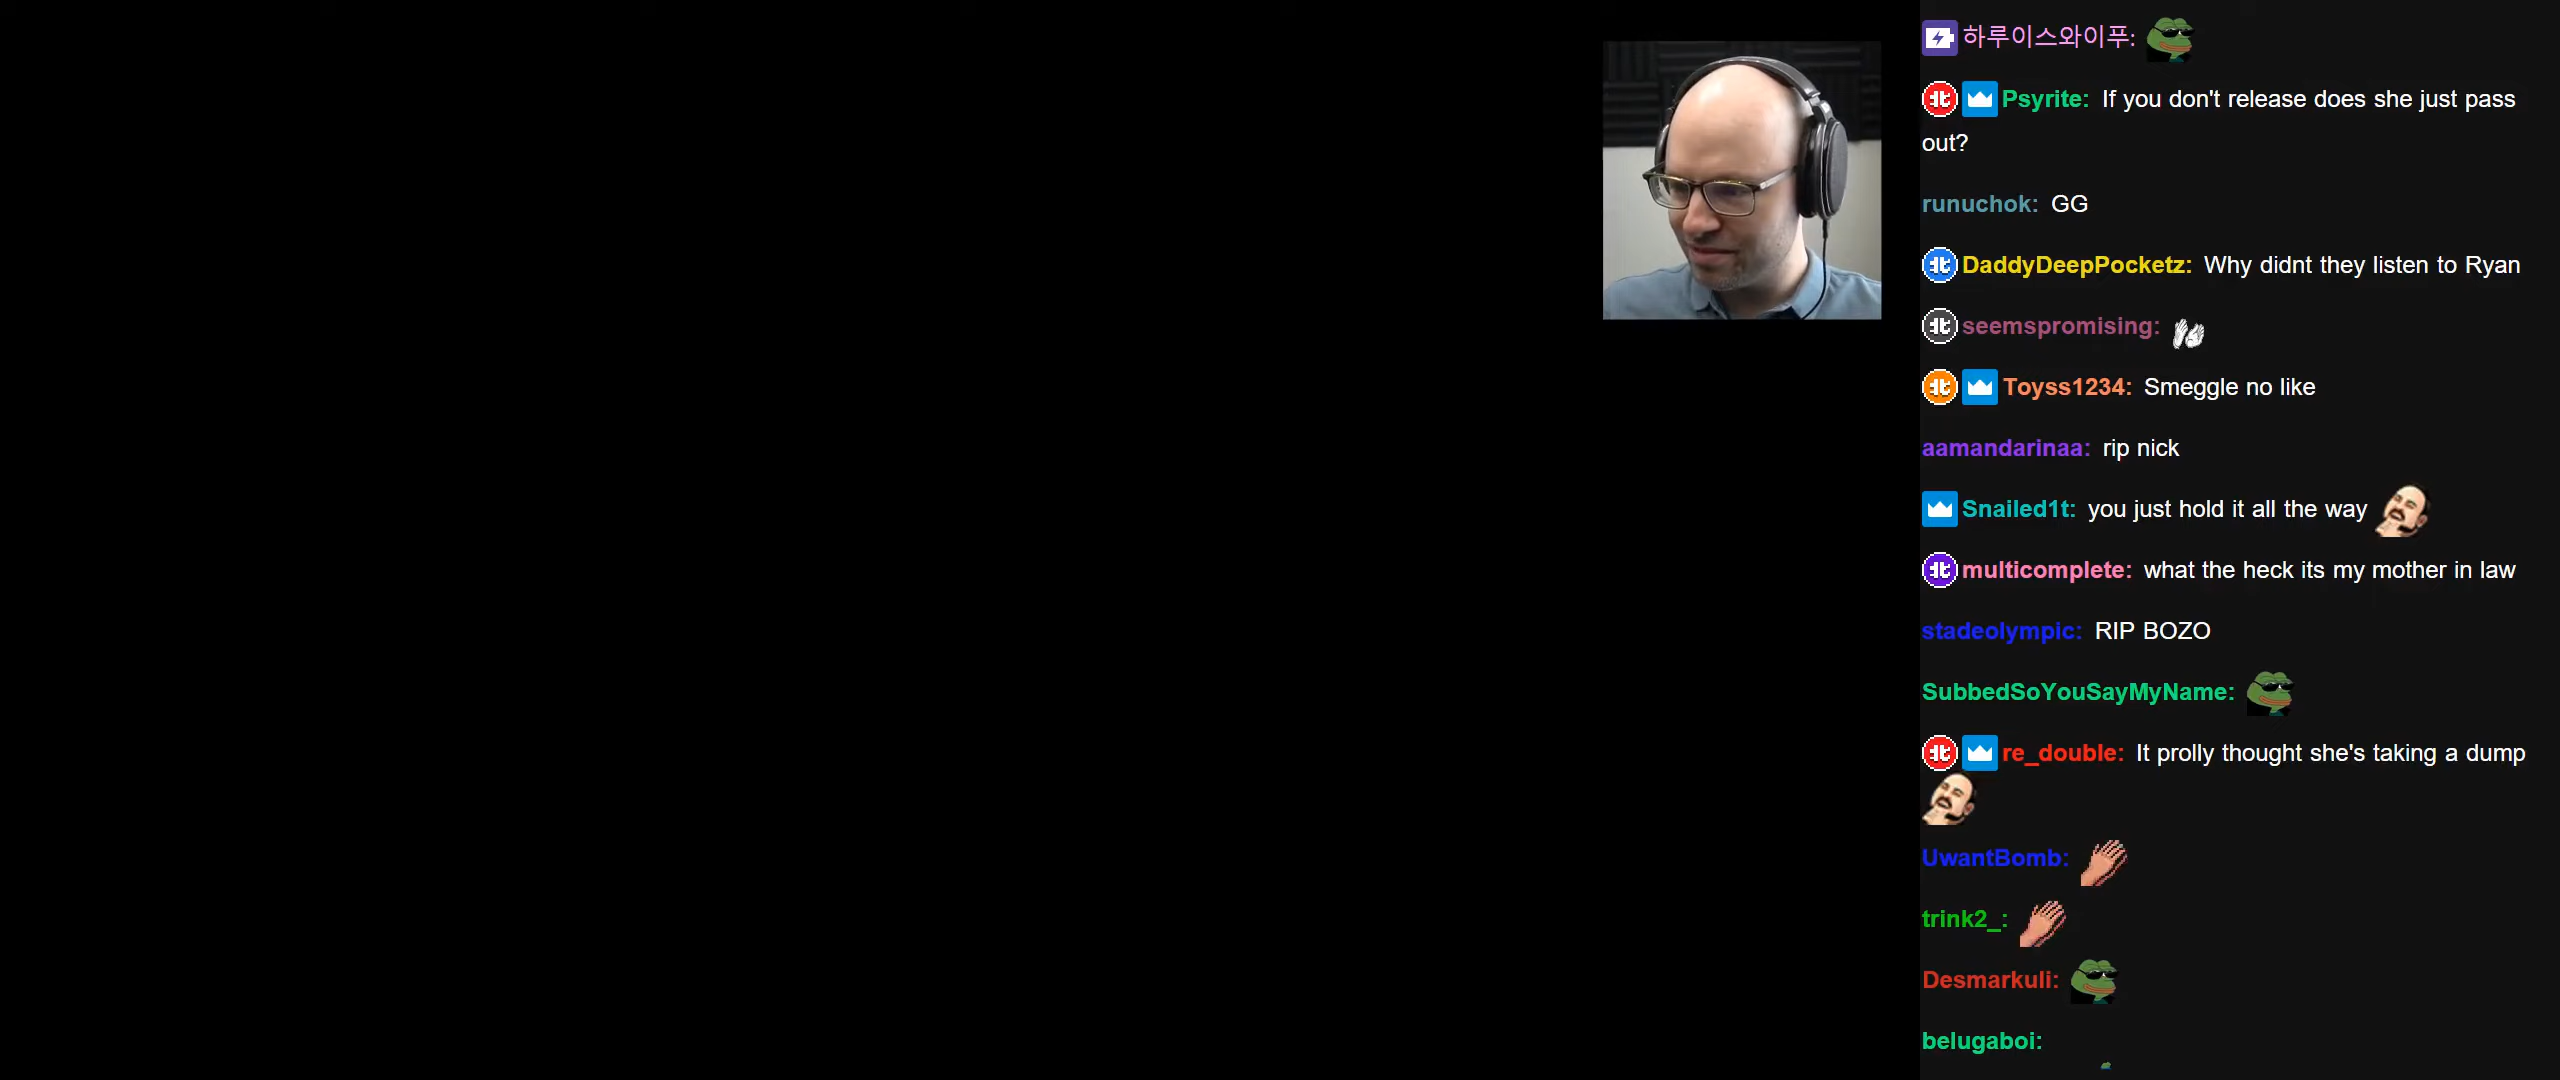 하루이스와이푸:
Psyrite: If you don't release does she just pass
out?
runuchok: GG
DaddyDeepPocketz: Why didnt they listen to Ryan
seemspromising:
Toyss1234: Smeggle no like
aamandarinaa: rip nick
Snailed1t: you just hold it all the way
multicomplete: what the heck its my mother in law
stadeolympic: RIP BOZO
SubbedSoYouSayMyName:
re_double: It prolly thought she's taking a dump
UwantBomb:
trink2_:
Desmarkuli:
belugaboi: